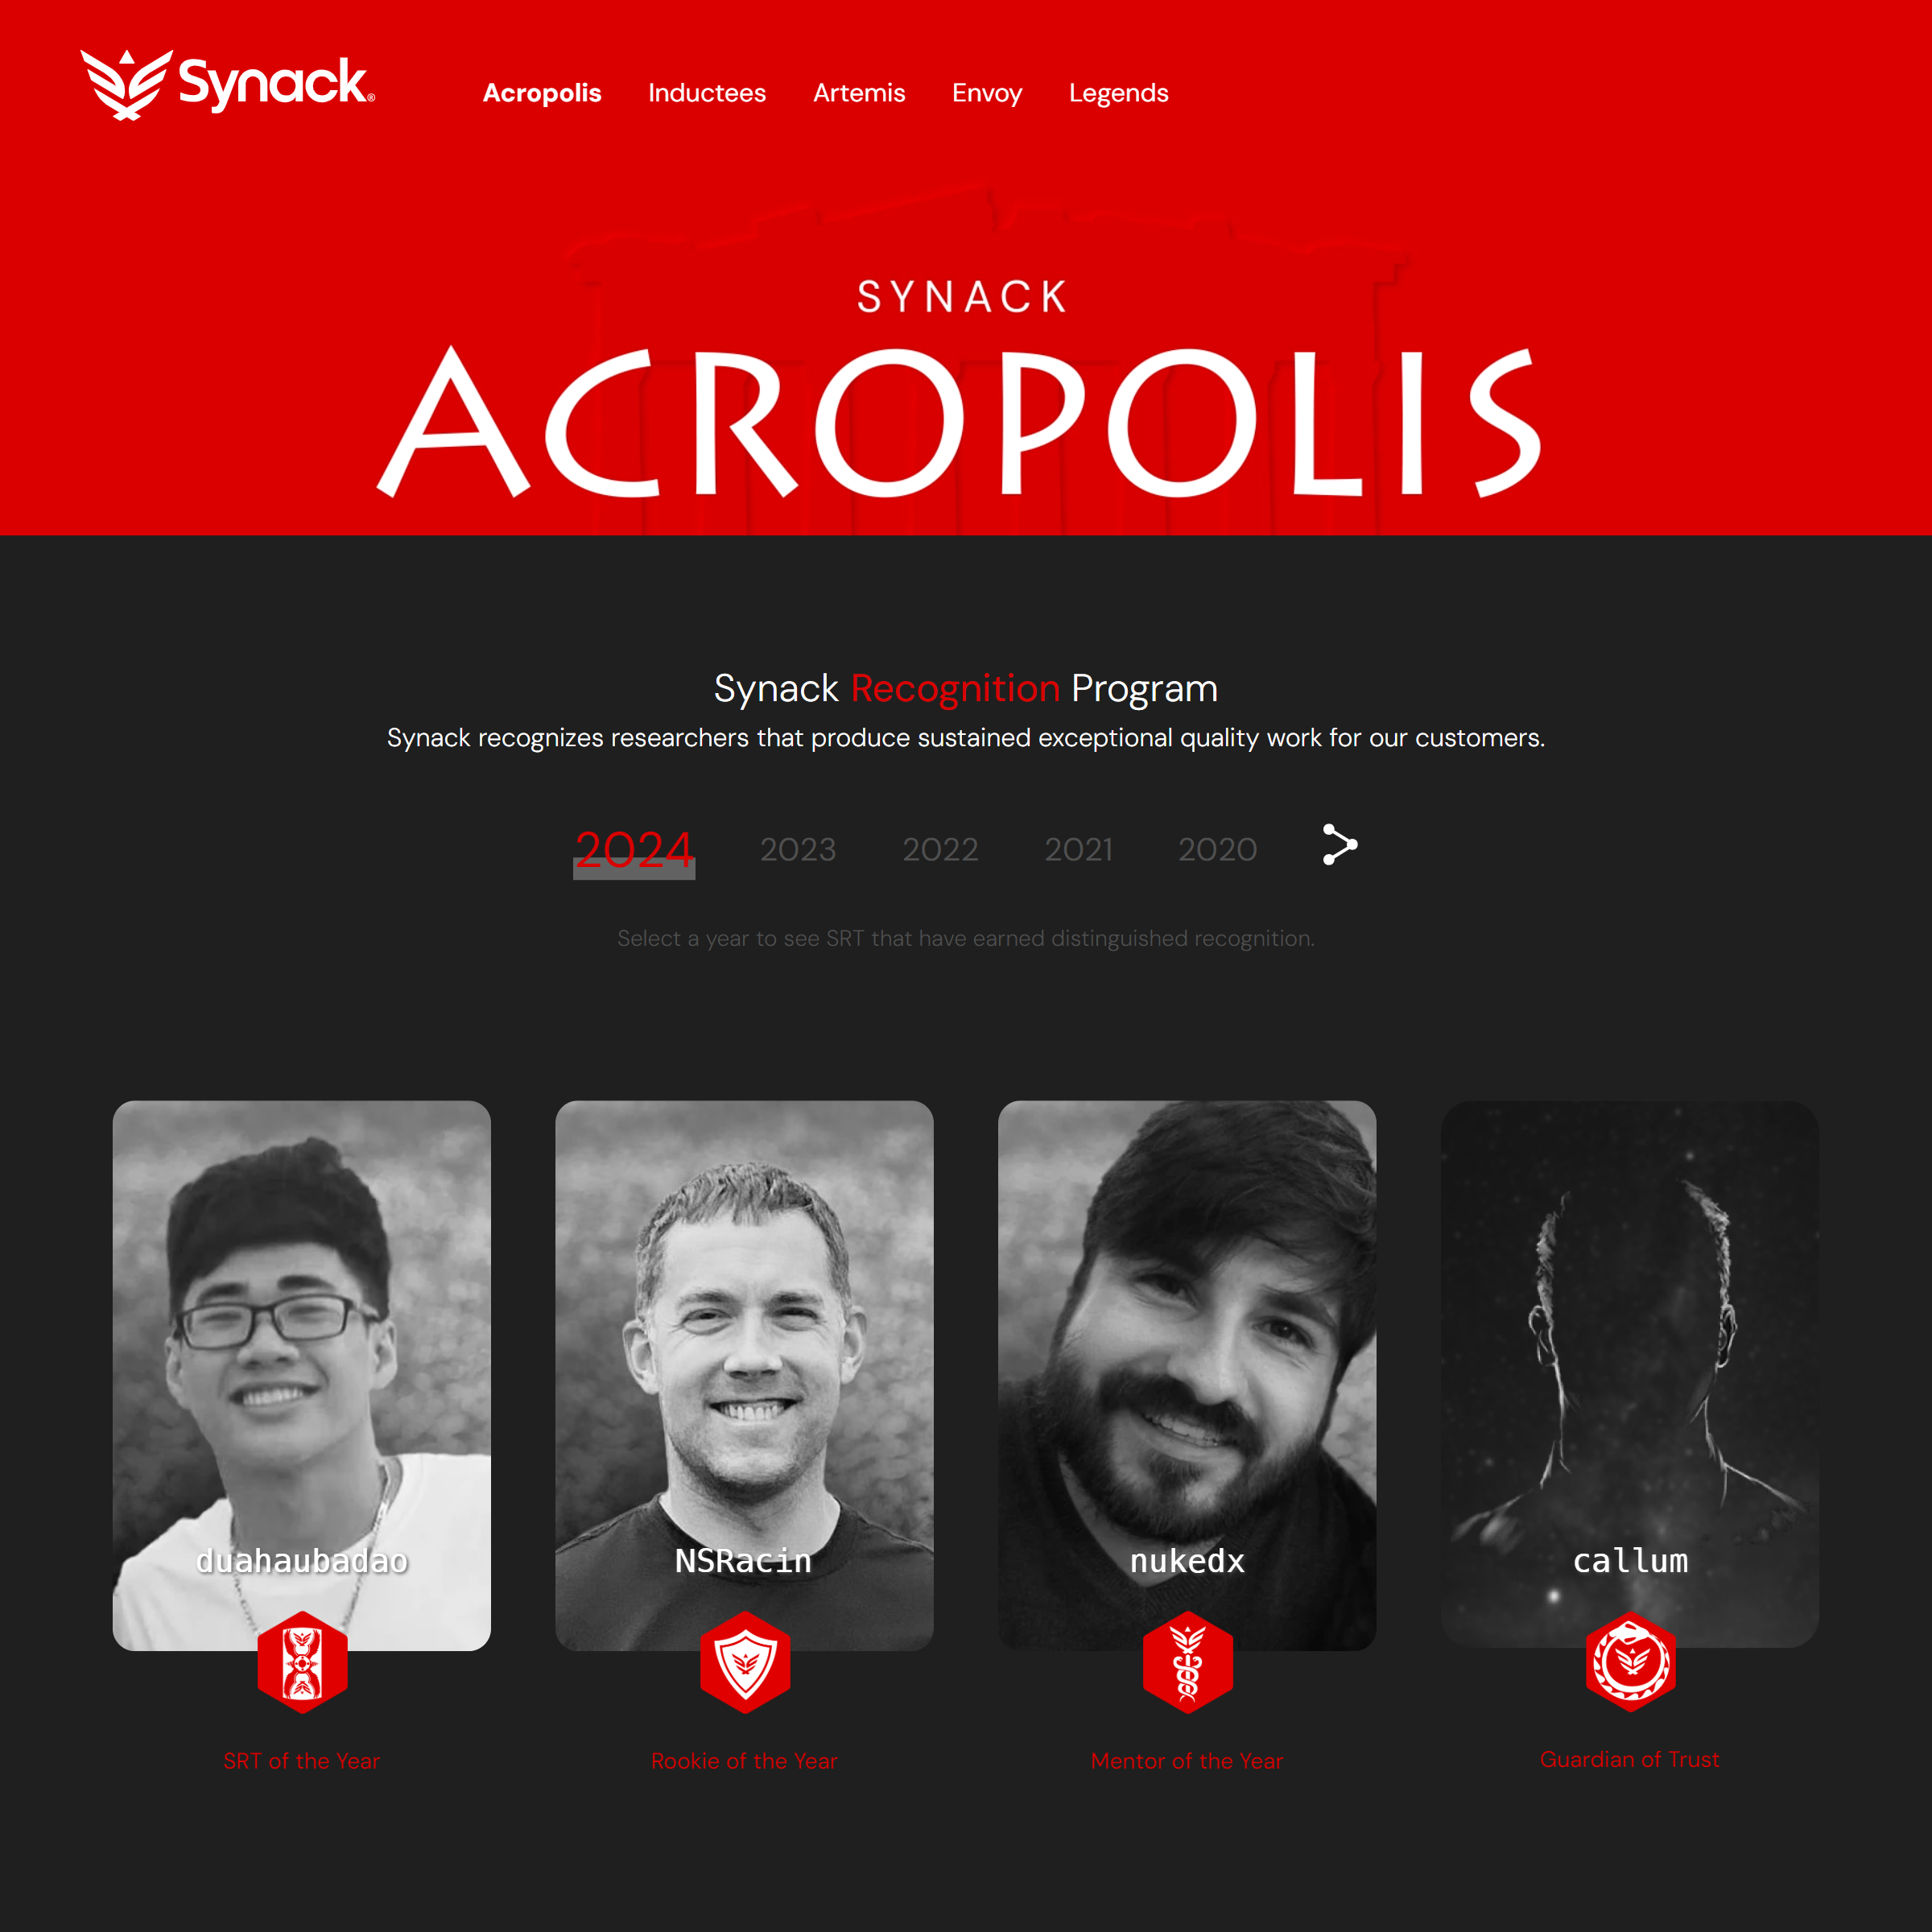 Synack®
Acropolis Inductees Artemis Envoy Legends
SYNACK
ACROPOLIS
Synack Recognition Program
Synack recognizes researchers that produce sustained exceptional quality work for our customers.
2024 2023 2022 2021 2020
Select a year to see SRT that have earned distinguished recognition.
duahaubadao NSRacin nukedx callum
SRT of the Year Rookie of the Year Mentor of the Year Guardian of Trust